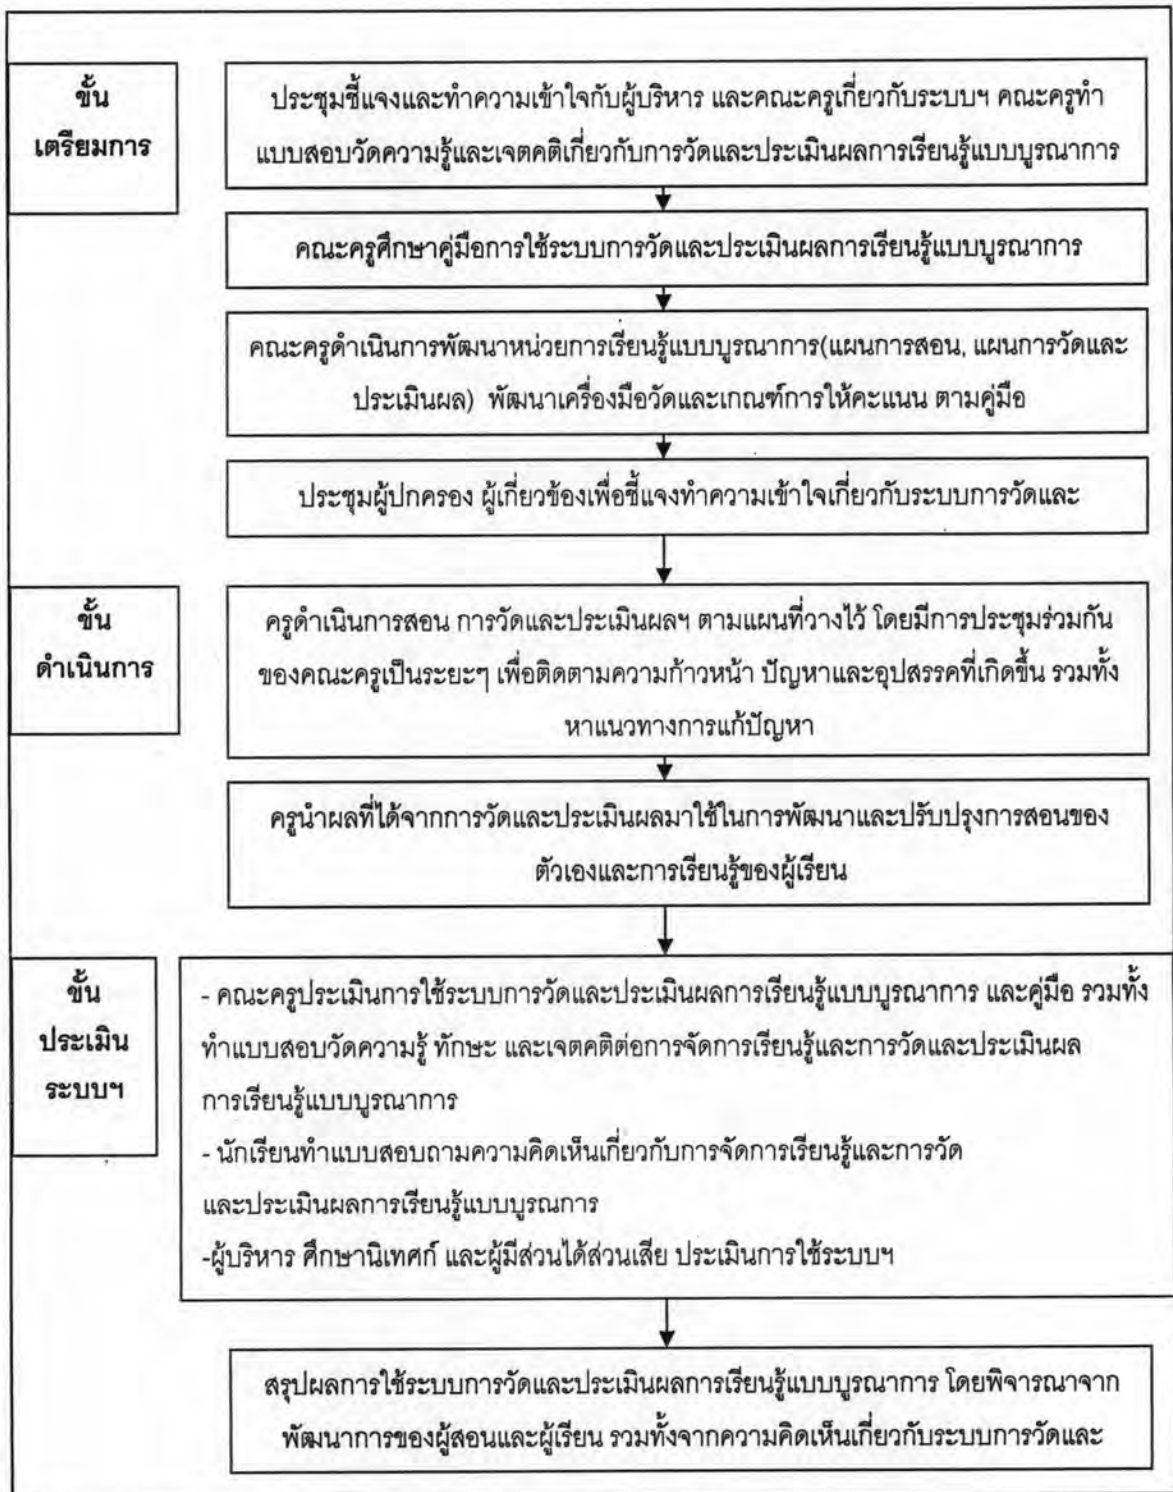 ขั้น
เตรียมการ
ประชุมชี้แจงและทำความเข้าใจกับผู้บริหาร และคณะครูเกี่ยวกับระบบฯ คณะครูทำ
แบบสอบวัดความรู้และเจตคติเกี่ยวกับการวัดและประเมินผลการเรียนรู้แบบบูรณาการ
คณะครูศึกษาคู่มือการใช้ระบบการวัดและประเมินผลการเรียนรู้แบบบูรณาการ
คณะครูดำเนินการพัฒนาหน่วยการเรียนรู้แบบบูรณาการ(แผนการสอน, แผนการวัดและ
ประเมินผล) พัฒนาเครื่องมือวัดและเกณฑ์การให้คะแนน ตามคู่มือ
ประชุมผู้ปกครอง ผู้เกี่ยวข้องเพื่อชี้แจงทำความเข้าใจเกี่ยวกับระบบการวัดและ
ขั้น
ดำเนินการ
ครูดำเนินการสอน การวัดและประเมินผลฯ ตามแผนที่วางไว้ โดยมีการประชุมร่วมกัน
ของคณะครูเป็นระยะๆ เพื่อติดตามความก้าวหน้า ปัญหาและอุปสรรคที่เกิดขึ้น รวมทั้ง
หาแนวทางการแก้ปัญหา
ครูนำผลที่ได้จากการวัดและประเมินผลมาใช้ในการพัฒนาและปรับปรุงการสอนของ
ตัวเองและการเรียนรู้ของผู้เรียน
ขั้น
ประเมิน
ระบบฯ
- คณะครูประเมินการใช้ระบบการวัดและประเมินผลการเรียนรู้แบบบูรณาการ และคู่มือ รวมทั้ง
ทำแบบสอบวัดความรู้ ทักษะ และเจตคติต่อการจัดการเรียนรู้และการวัดและประเมินผล
การเรียนรู้แบบบูรณาการ
- นักเรียนทำแบบสอบถามความคิดเห็นเกี่ยวกับการจัดการเรียนรู้และการวัด
และประเมินผลการเรียนรู้แบบบูรณการ
-ผู้บริหาร ศึกษานิเทศก์ และผู้มีส่วนได้ส่วนเสีย ประเมินการใช้ระบบฯ
สรุปผลการใช้ระบบการวัดและประเมินผลการเรียนรู้แบบบูรณาการ โดยพิจารณาจาก
พัฒนาการของผู้สอนและผู้เรียน รวมทั้งจากความคิดเห็นเกี่ยวกับระบบการวัดและ